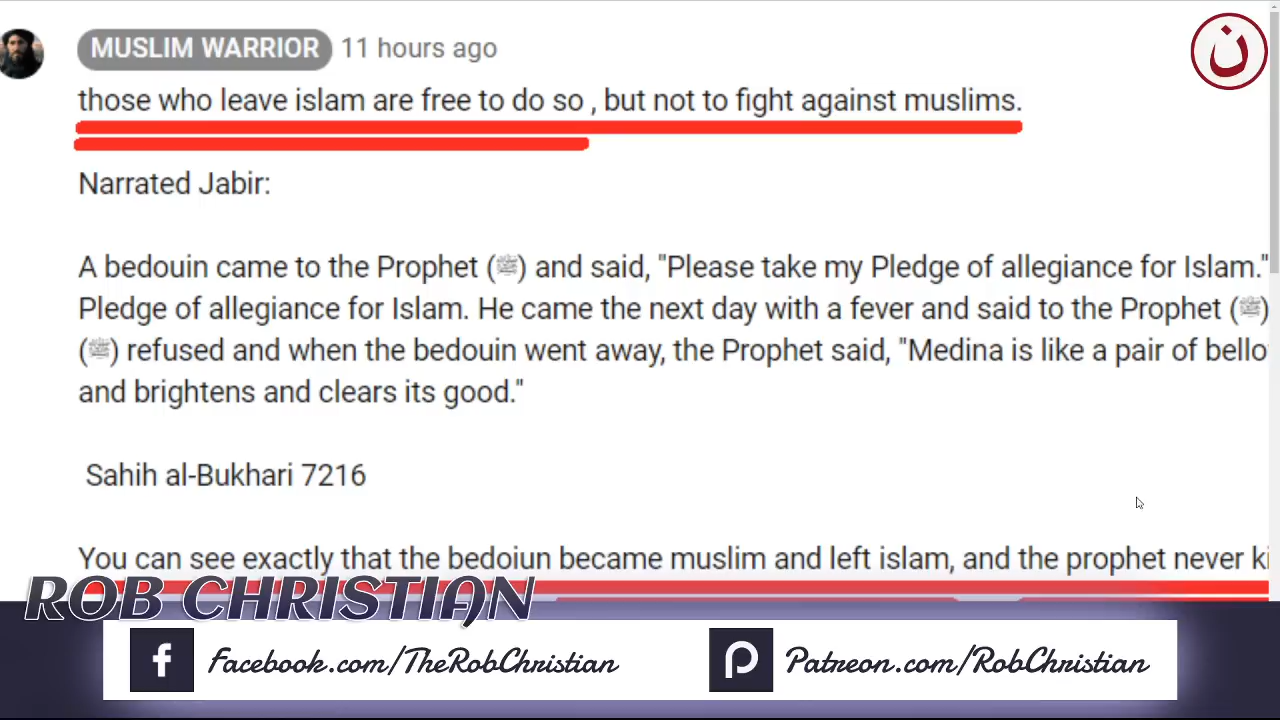 MUSLIM WARRIOR 11 hours ago
those who leave islam are free to do so , but not to fight against muslims.
Narrated Jabir:
A bedouin came to the Prophet (ﷺ) and said, "Please take my Pledge of allegiance for Islam."
Pledge of allegiance for Islam. He came the next day with a fever and said to the Prophet (ﷺ)
(ﷺ) refused and when the bedouin went away, the Prophet said, "Medina is like a pair of
and brightens and clears its good."
Sahih al-Bukhari 7216
You can see exactly that the bedoiun became muslim and left islam, and the prophet never
ROB CHRISTIAN
Facebook.com/TheRobChristian
Patreon.com/RobChristian
ن